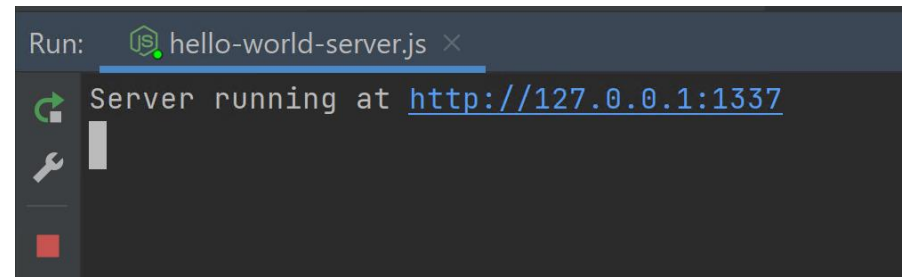 Run: hello-world-server.js
Server running at http://127.0.0.1:1337